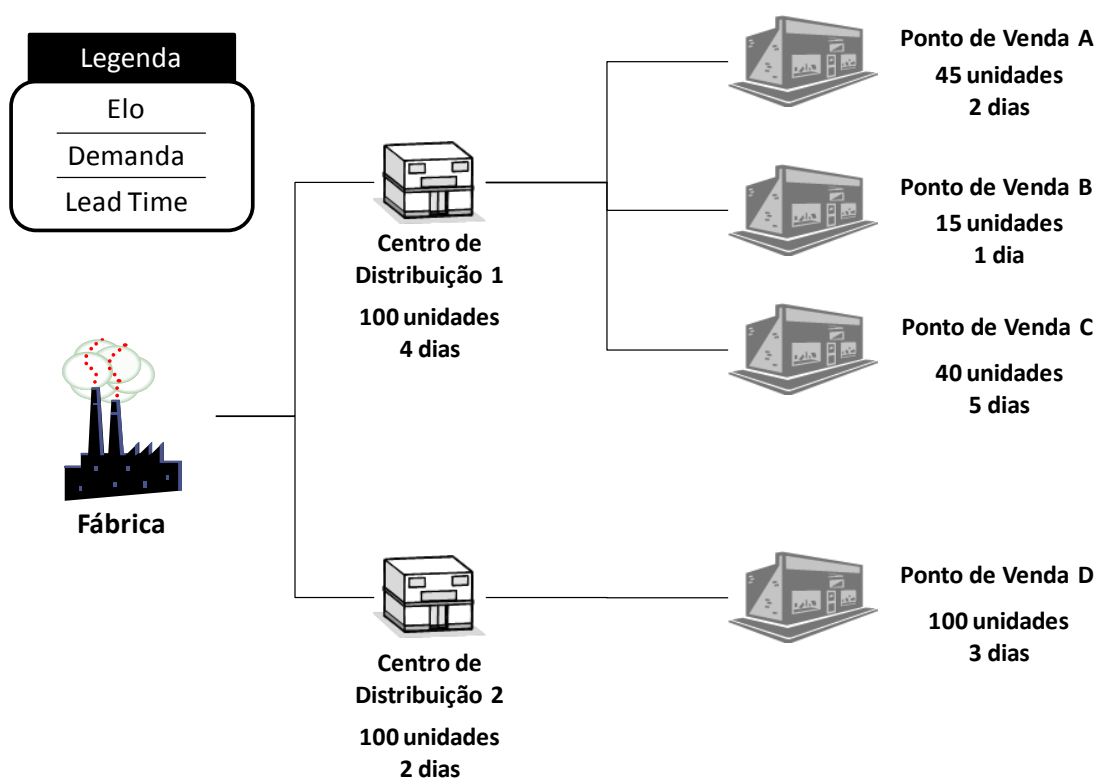 Legenda
Elo
Demanda
Lead Time
Fábrica
Centro de
Distribuição 1
100 unidades
4 dias
Centro de
Distribuição 2
100 unidades
2 dias
Ponto de Venda A
45 unidades
2 dias
Ponto de Venda B
15 unidades
1 dia
Ponto de Venda C
40 unidades
5 dias
Ponto de Venda D
100 unidades
3 dias